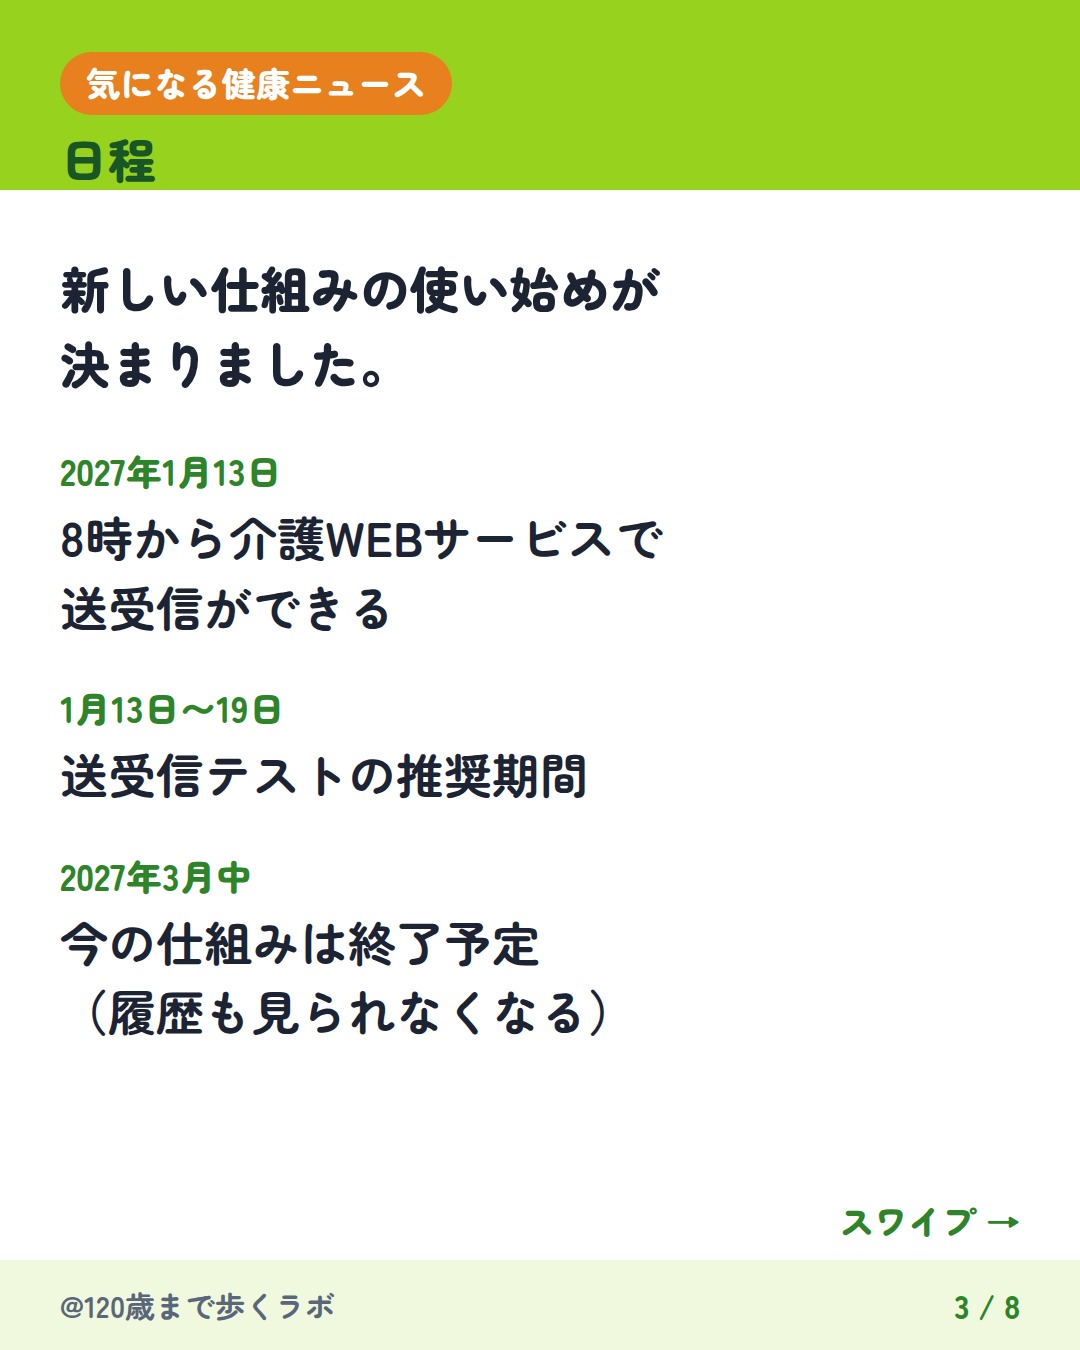 気になる健康ニュース
日程
新しい仕組みの使い始めが
決まりました。
2027年1月13日
8時から介護WEBサービスで
送受信ができる
1月13日〜19日
送受信テストの推奨期間
2027年3月中
今の仕組みは終了予定
（履歴も見られなくなる）
スワイプ →
@120歳まで歩くラボ
3 / 8